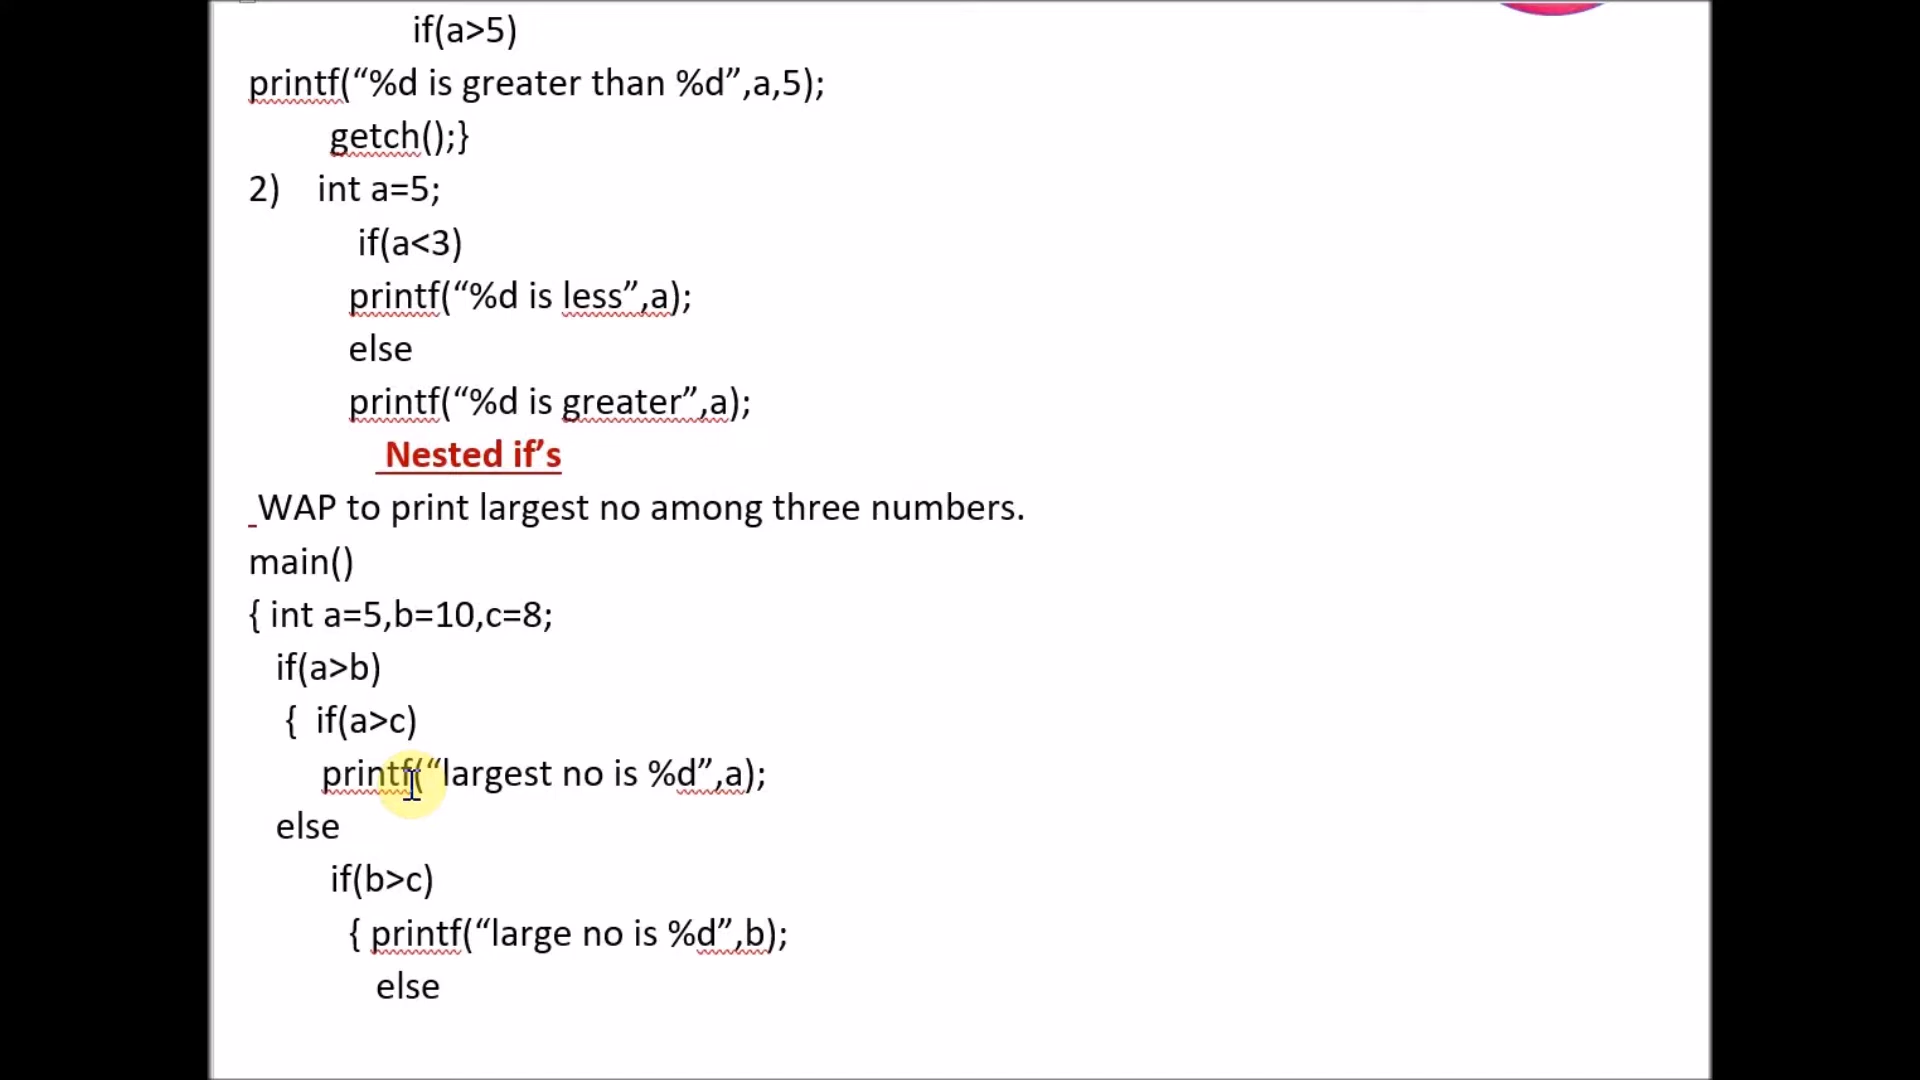 if(a>5)
printf(“%d is greater than %d”,a,5);
getch();}
2) int a=5;
if(a<3)
printf(“%d is less”,a);
else
printf(“%d is greater”,a);
Nested if’s
WAP to print largest no among three numbers.
main()
{ int a=5,b=10,c=8;
if(a>b)
{ if(a>c)
printf(“largest no is %d”,a);
else
if(b>c)
{ printf(“large no is %d”,b);
else